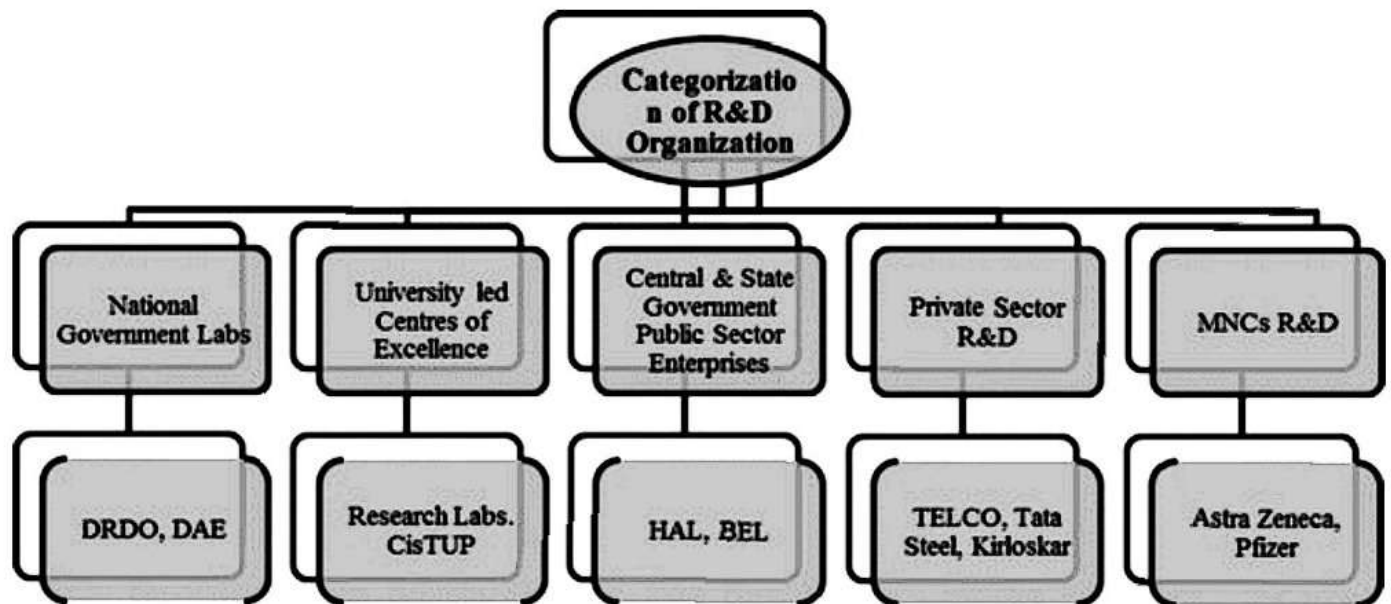 Categorizatio
n of R&D
Organization
National
Government Labs
University led
Centres of
Excellence
Central & State
Government
Public Sector
Enterprises
Private Sector
R&D
MNCs R&D
DRDO, DAE
Research Labs.
CisTUP
HAL, BEL
TELCO, Tata
Steel, Kirloskar
Astra Zeneca,
Pfizer